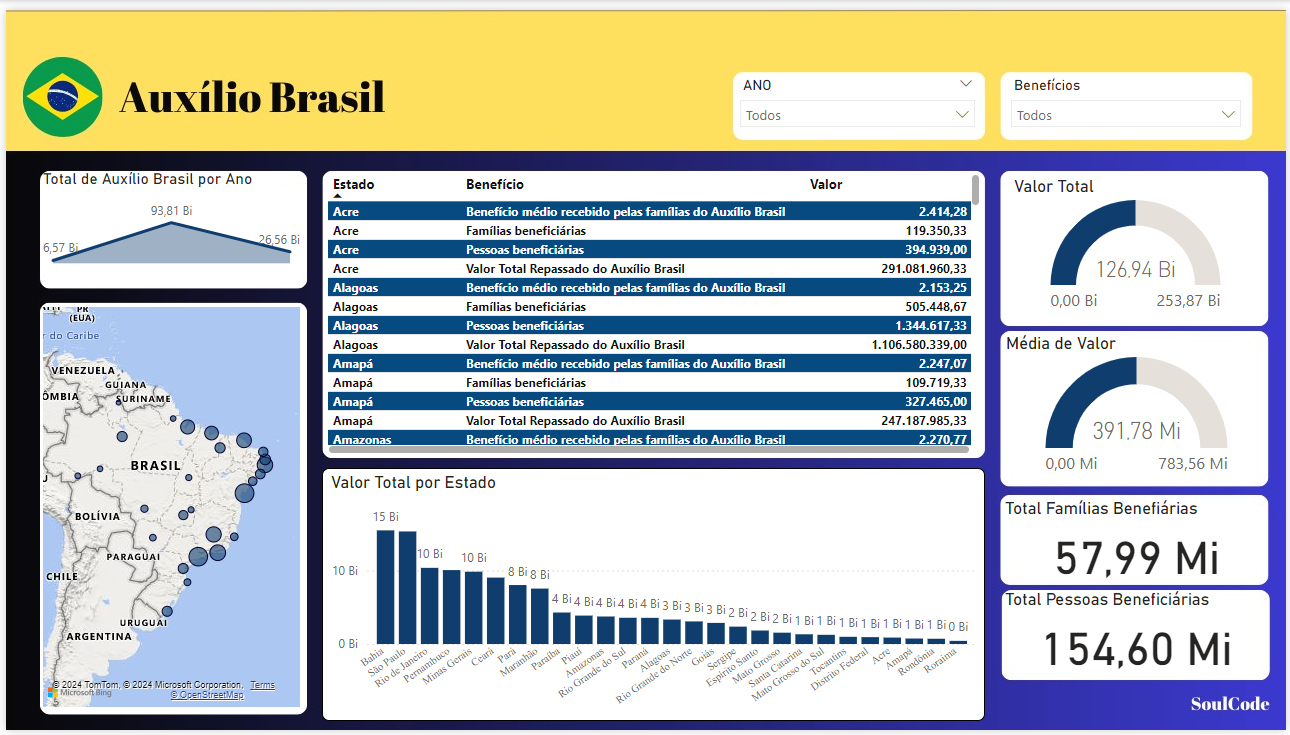 Auxílio Brasil
ANO
Todos
Benefícios
Todos
Total de Auxílio Brasil por Ano
93,81 Bi
6,57 Bi
26,56 Bi
PR
(EUA)
r do Caribe
VENEZUELA
GUIANA
ÔMBIA
SURINAME
BRASIL
BOLÍVIA
PARAGUAI
CHILE
URUGUAI
ARGENTINA
© 2024 TomTom, © 2024 Microsoft Corporation, Terms
Microsoft Bing
© OpenStreetMap
Estado Benefício Valor
Acre Benefício médio recebido pelas famílias do Auxílio Brasil 2.414,28
Acre Famílias beneficiárias 119.350,33
Acre Pessoas beneficiárias 394.939,00
Acre Valor Total Repassado do Auxílio Brasil 291.081.960,33
Alagoas Benefício médio recebido pelas famílias do Auxílio Brasil 2.153,25
Alagoas Famílias beneficiárias 505.448,67
Alagoas Pessoas beneficiárias 1.344.617,33
Alagoas Valor Total Repassado do Auxílio Brasil 1.106.580.339,00
Amapá Benefício médio recebido pelas famílias do Auxílio Brasil 2.247,07
Amapá Famílias beneficiárias 109.719,33
Amapá Pessoas beneficiárias 327.465,00
Amapá Valor Total Repassado do Auxílio Brasil 247.187.985,33
Amazonas Benefício médio recebido pelas famílias do Auxílio Brasil 2.270,77
Valor Total por Estado
15 Bi
10 Bi
10 Bi
8 Bi
8 Bi
4 Bi
4 Bi
4 Bi
4 Bi
4 Bi
3 Bi
3 Bi
3 Bi
2 Bi
2 Bi
2 Bi
1 Bi
1 Bi
1 Bi
1 Bi
1 Bi
1 Bi
1 Bi
0 Bi
10 Bi
0 Bi
Bahia
São Paulo
Rio de Janeiro
Pernambuco
Minas Gerais
Ceará
Pará
Maranhão
Paraíba
Piauí
Amazonas
Rio Grande do Sul
Paraná
Alagoas
Rio Grande do Norte
Goiás
Sergipe
Espírito Santo
Mato Grosso
Santa Catarina
Mato Grosso do Sul
Tocantins
Distrito Federal
Acre
Amapá
Rondônia
Roraima
Valor Total
126,94 Bi
0,00 Bi
253,87 Bi
Média de Valor
391,78 Mi
0,00 Mi
783,56 Mi
Total Famílias Benefiárias
57,99 Mi
Total Pessoas Beneficiárias
154,60 Mi
SoulCode